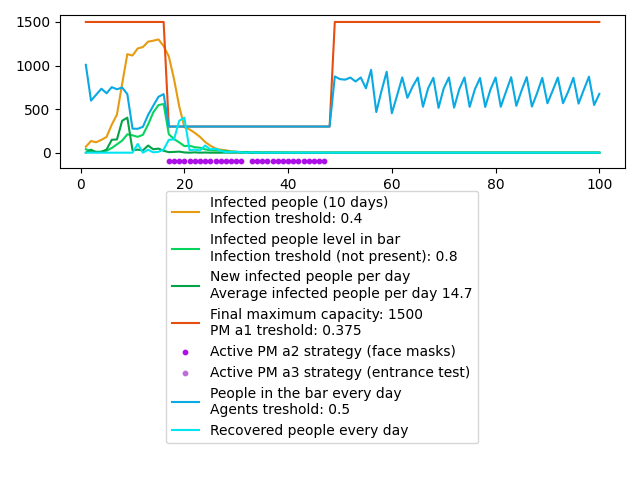 1500
1000
500
0
0 20 40 60 80 100
Infected people (10 days)
Infection treshold: 0.4
Infected people level in bar
Infection treshold (not present): 0.8
New infected people per day
Average infected people per day 14.7
Final maximum capacity: 1500
PM a1 treshold: 0.375
Active PM a2 strategy (face masks)
Active PM a3 strategy (entrance test)
People in the bar every day
Agents treshold: 0.5
Recovered people every day